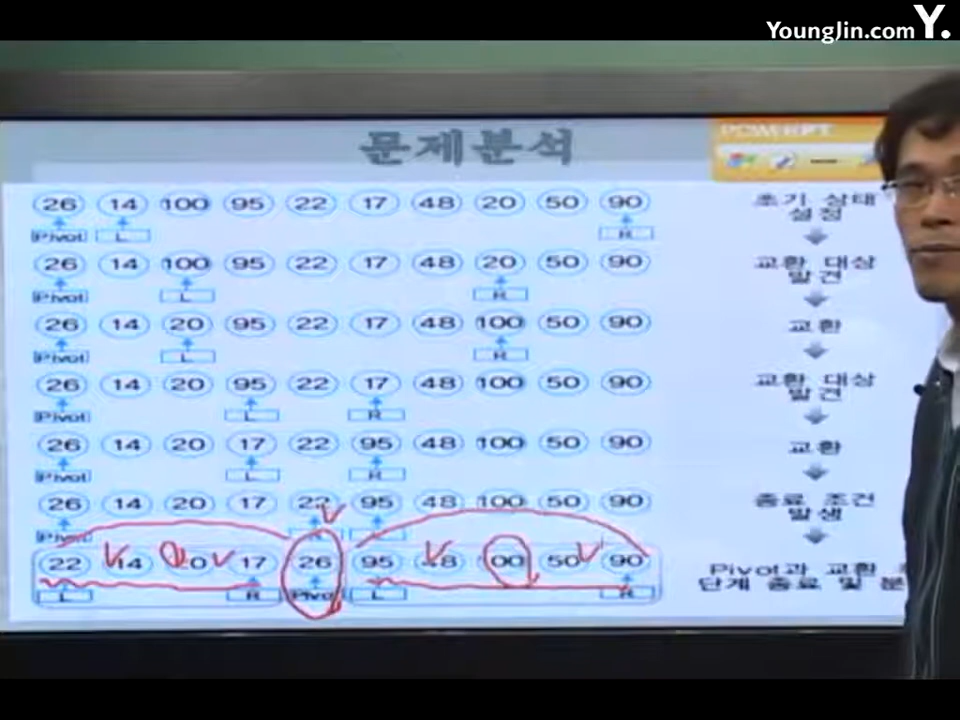 YoungJin.com Y.
문제분석
POWERPT
26 14 100 95 22 17 48 20 50 90 초기 상태
설정
Pivot L R
26 14 100 95 22 17 48 20 50 90 교환 대상
발견
Pivot L R
26 14 20 95 22 17 48 100 50 90 교환
Pivot L R
26 14 20 95 22 17 48 100 50 90 교환 대상
발견
Pivot L R
26 14 20 17 22 95 48 100 50 90 교환
Pivot L R
26 14 20 17 22 95 48 100 50 90 종료 조건
발생
Pivot
22 14 20 17 26 95 48 100 50 90 Pivot과 교환
단계 종료 및 분
L R Pivot L R